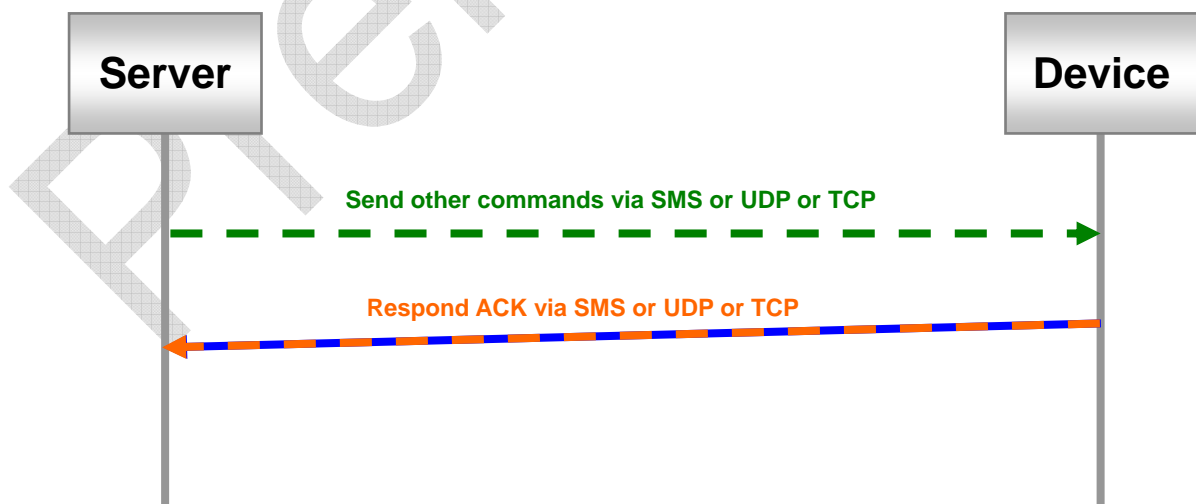 Server
Device
Send other commands via SMS or UDP or TCP
Respond ACK via SMS or UDP or TCP